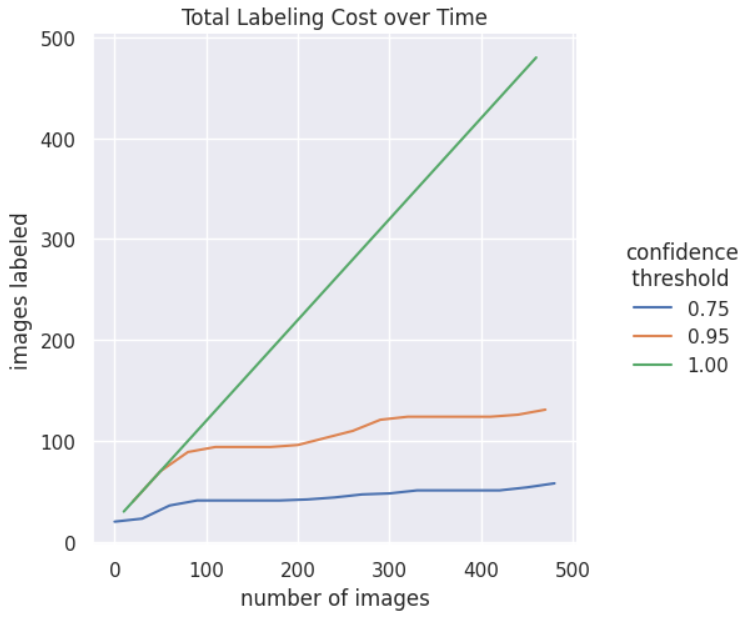 Total Labeling Cost over Time
500
400
300
200
100
0
images labeled
0 100 200 300 400 500
number of images
confidence
threshold
0.75
0.95
1.00